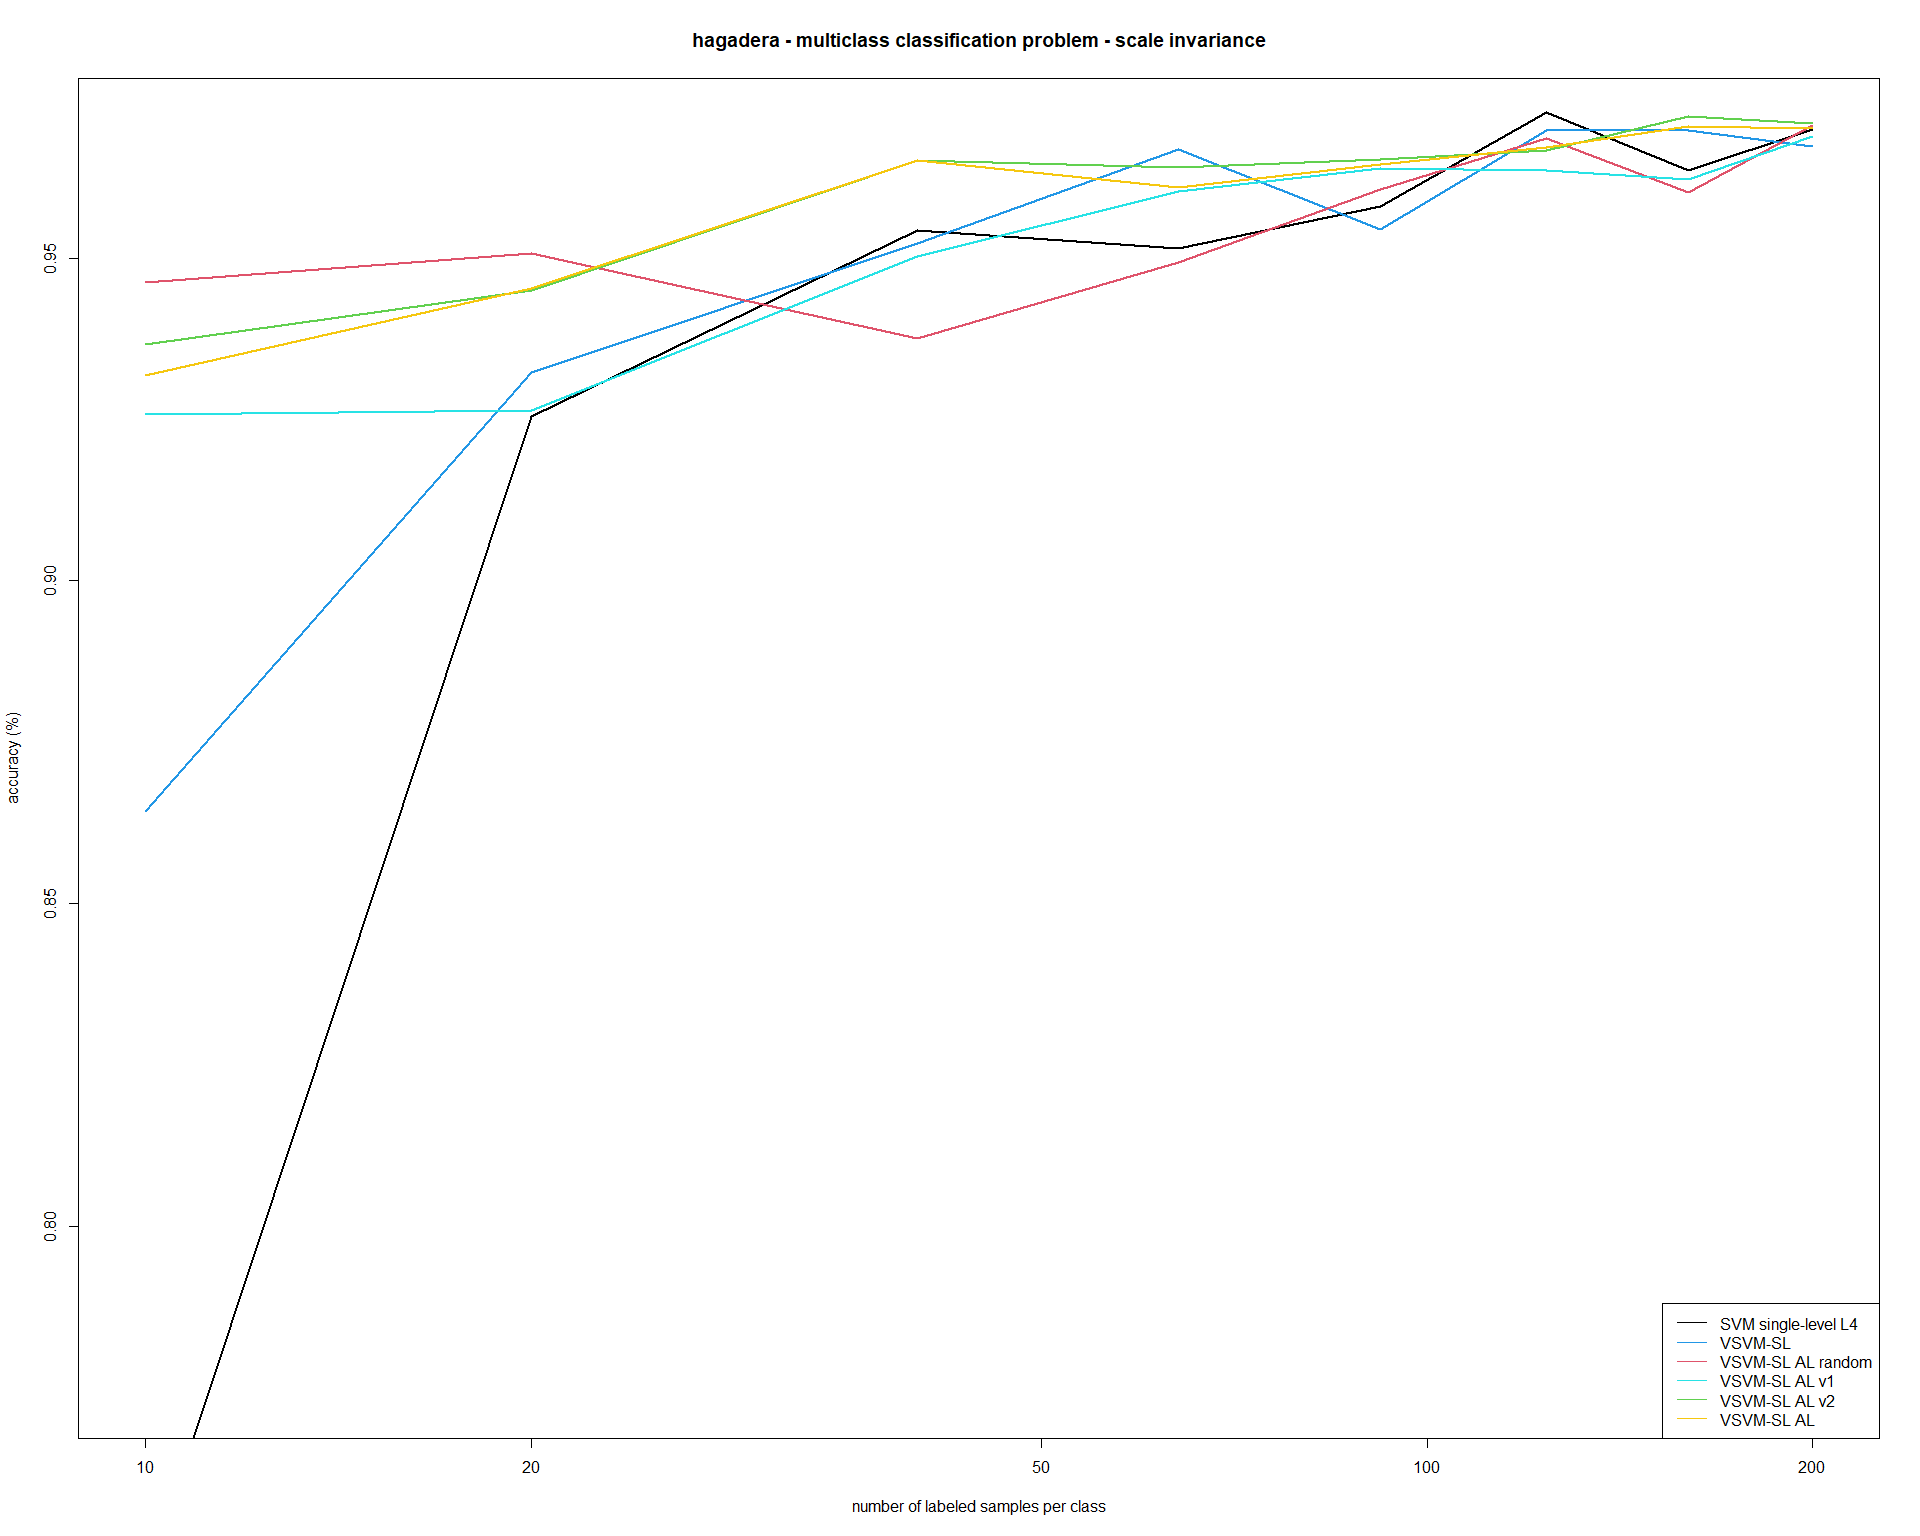 hagadera - multiclass classification problem - scale invariance
0.95
0.90
0.85
0.80
accuracy (%)
SVM single-level L4
VSVM-SL
VSVM-SL AL random
VSVM-SL AL v1
VSVM-SL AL v2
VSVM-SL AL
10 20 50 100 200
number of labeled samples per class